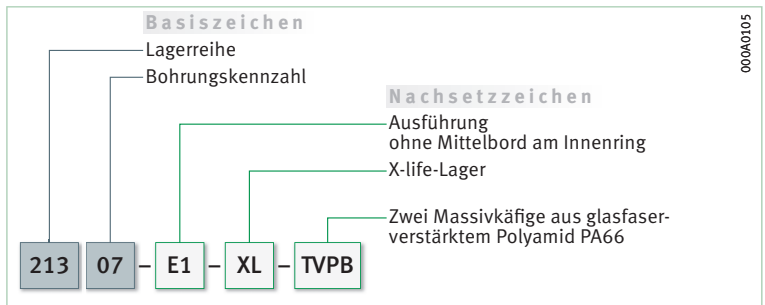 Basiszeichen
Lagerreihe
Bohrungskennzahl
Nachsetzzeichen
Ausführung
ohne Mittelbord am Innenring
X-life-Lager
Zwei Massivkäfige aus glasfaser-
verstärktem Polyamid PA66
213 07 – E1 – XL – TVPB
000A0105